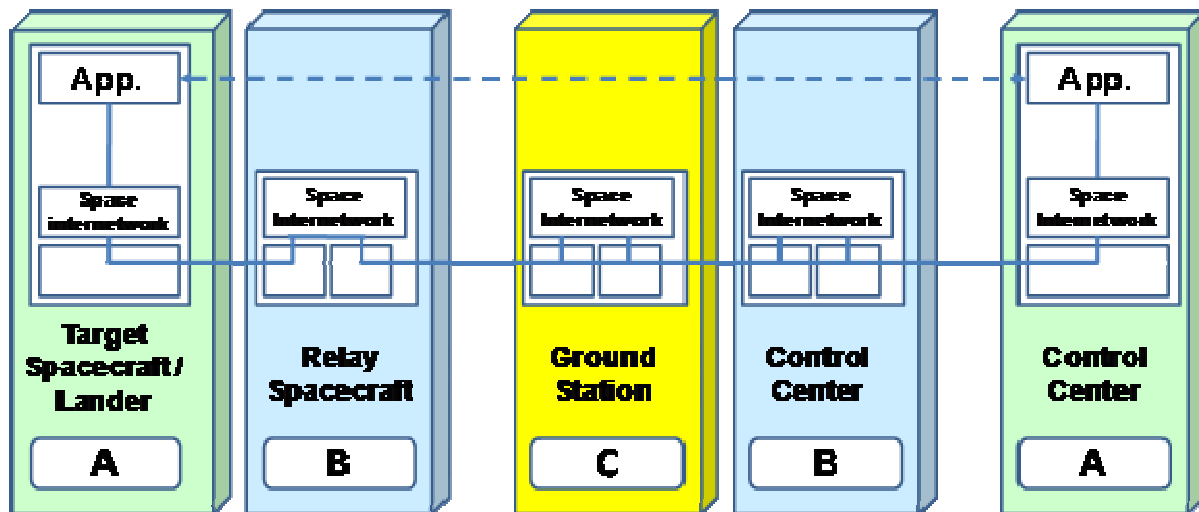 App.
Space
internetwork
Target
Spacecraft /
Lander
A
Space
Internetwork
Relay
Spacecraft
B
Space
Internetwork
Ground
Station
C
Space
Internetwork
Control
Center
B
App.
Space
Internetwork
Control
Center
A